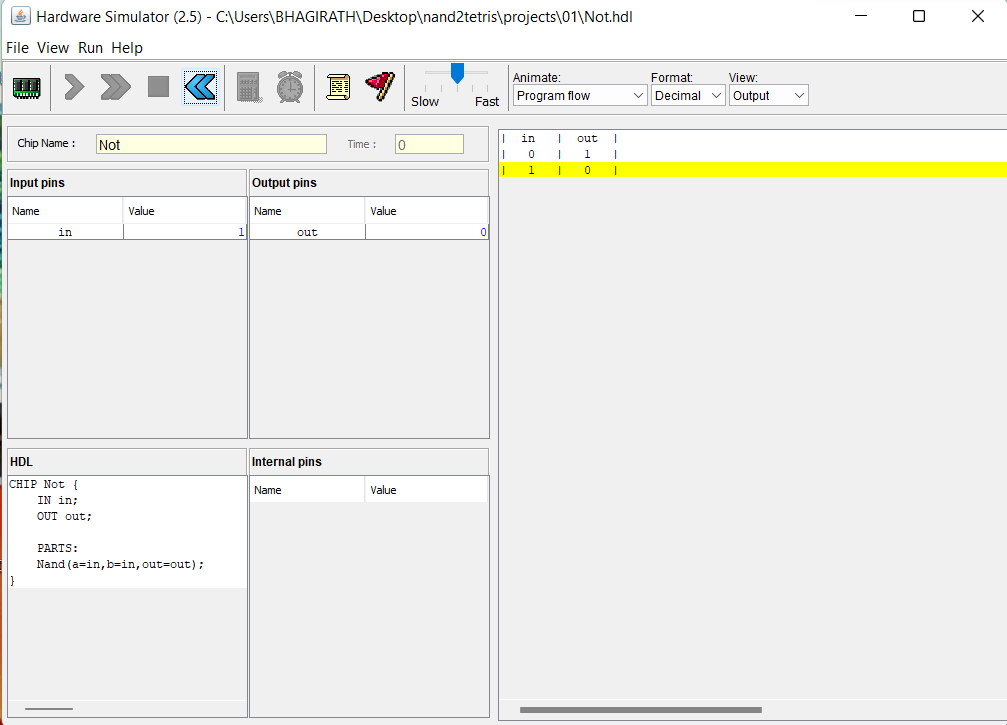 Hardware Simulator (2.5) - C:\Users\BHAGIRATH\Desktop\nand2tetris\projects\01\Not.hdl
File View Run Help
Slow Fast
Animate: Format: View:
Program flow Decimal Output
Chip Name : Not Time : 0
Input pins
Name Value
in 1
Output pins
Name Value
out 0
HDL
CHIP Not {
    IN in;
    OUT out;

    PARTS:
    Nand(a=in,b=in,out=out);
}
Internal pins
Name Value
| in | out |
| 0 | 1 |
| 1 | 0 |